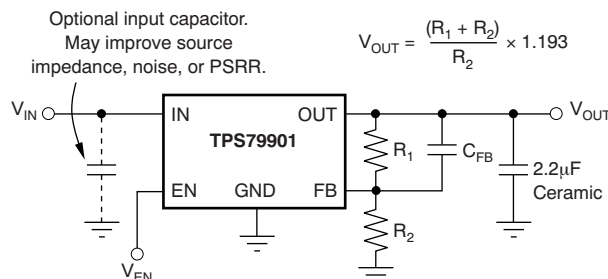 Optional input capacitor.
May improve source
impedance, noise, or PSRR.
V_OUT = (R_1 + R_2) / R_2 × 1.193
V_IN
IN
OUT
V_OUT
TPS79901
R_1
C_FB
2.2μF
Ceramic
EN
GND
FB
R_2
V_EN